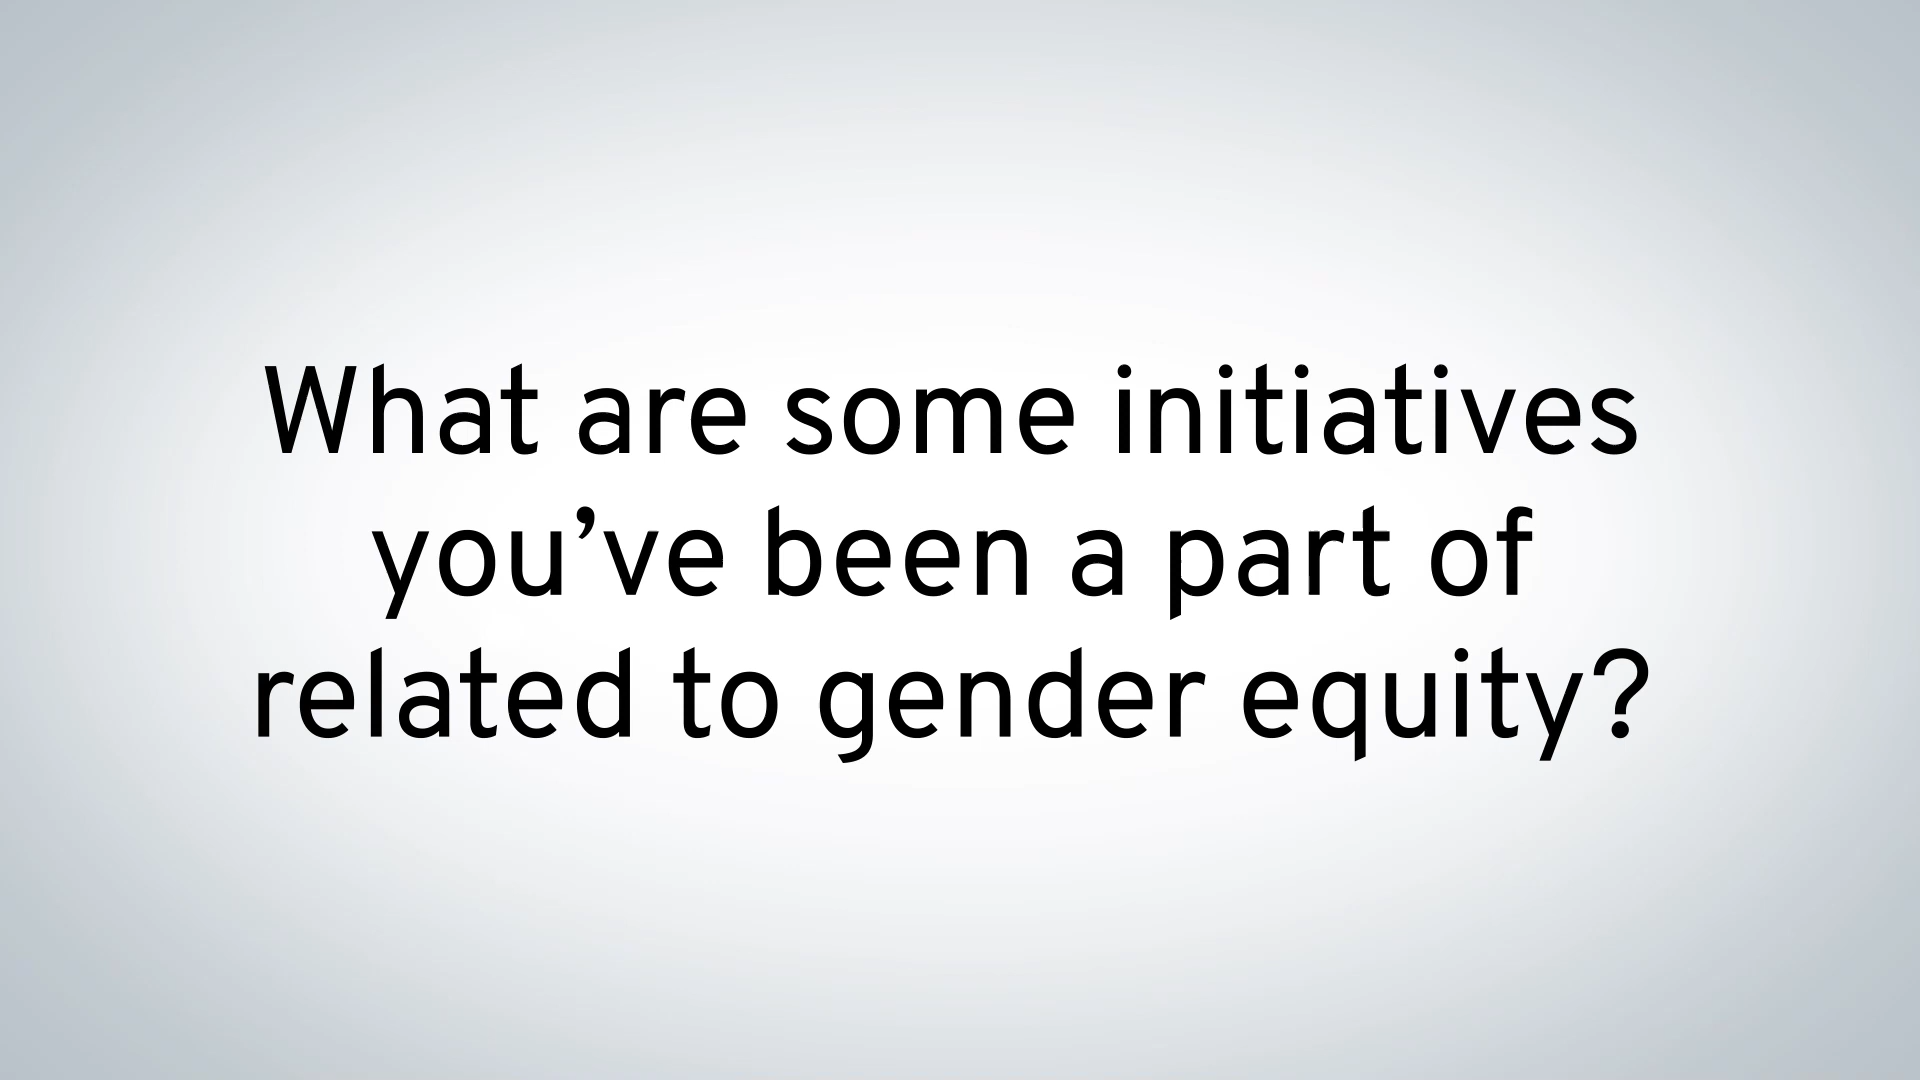 What are some initiatives
you’ve been a part of
related to gender equity?